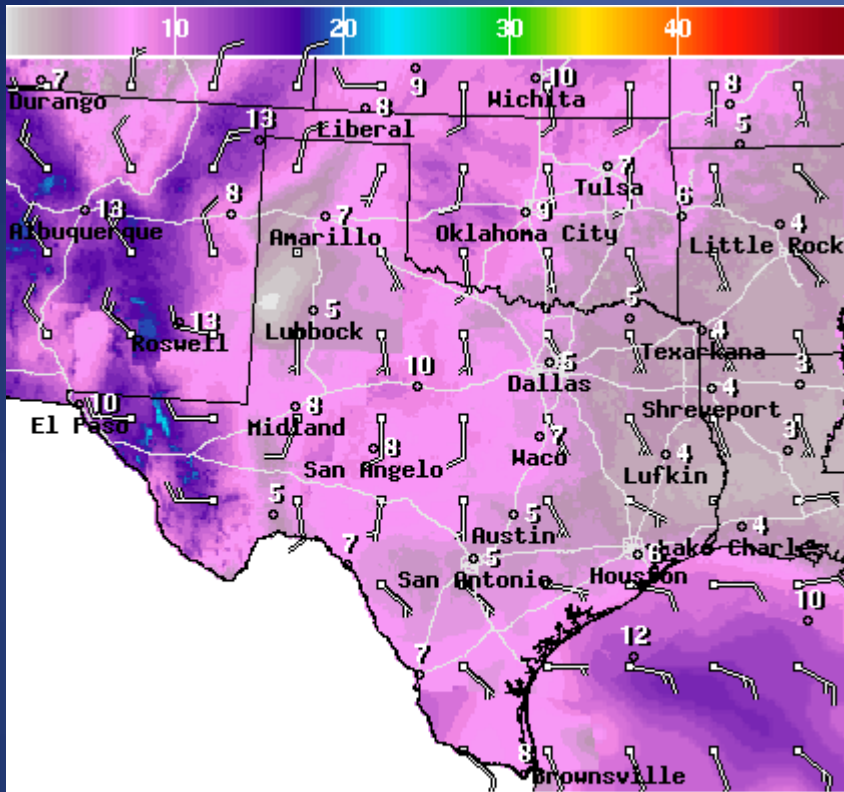 10 20 30 40
7 9 10 8
Durango Wichita
8
Liberal
13 5
7
Tulsa
13 8 7 9 6 4
Albuquerque Amarillo Oklahoma City Little Rock
5 5
13 4
Roswell Lubbock
Texarkana
10 5 3
Dallas
4
10 8 Shreveport
El Paso Midland
8 7 4 3
San Angelo Waco Lufkin
5 5 4
Austin
7 5 6 Lake Charles
San Antonio Houston
10
12
7
8
Brownsville